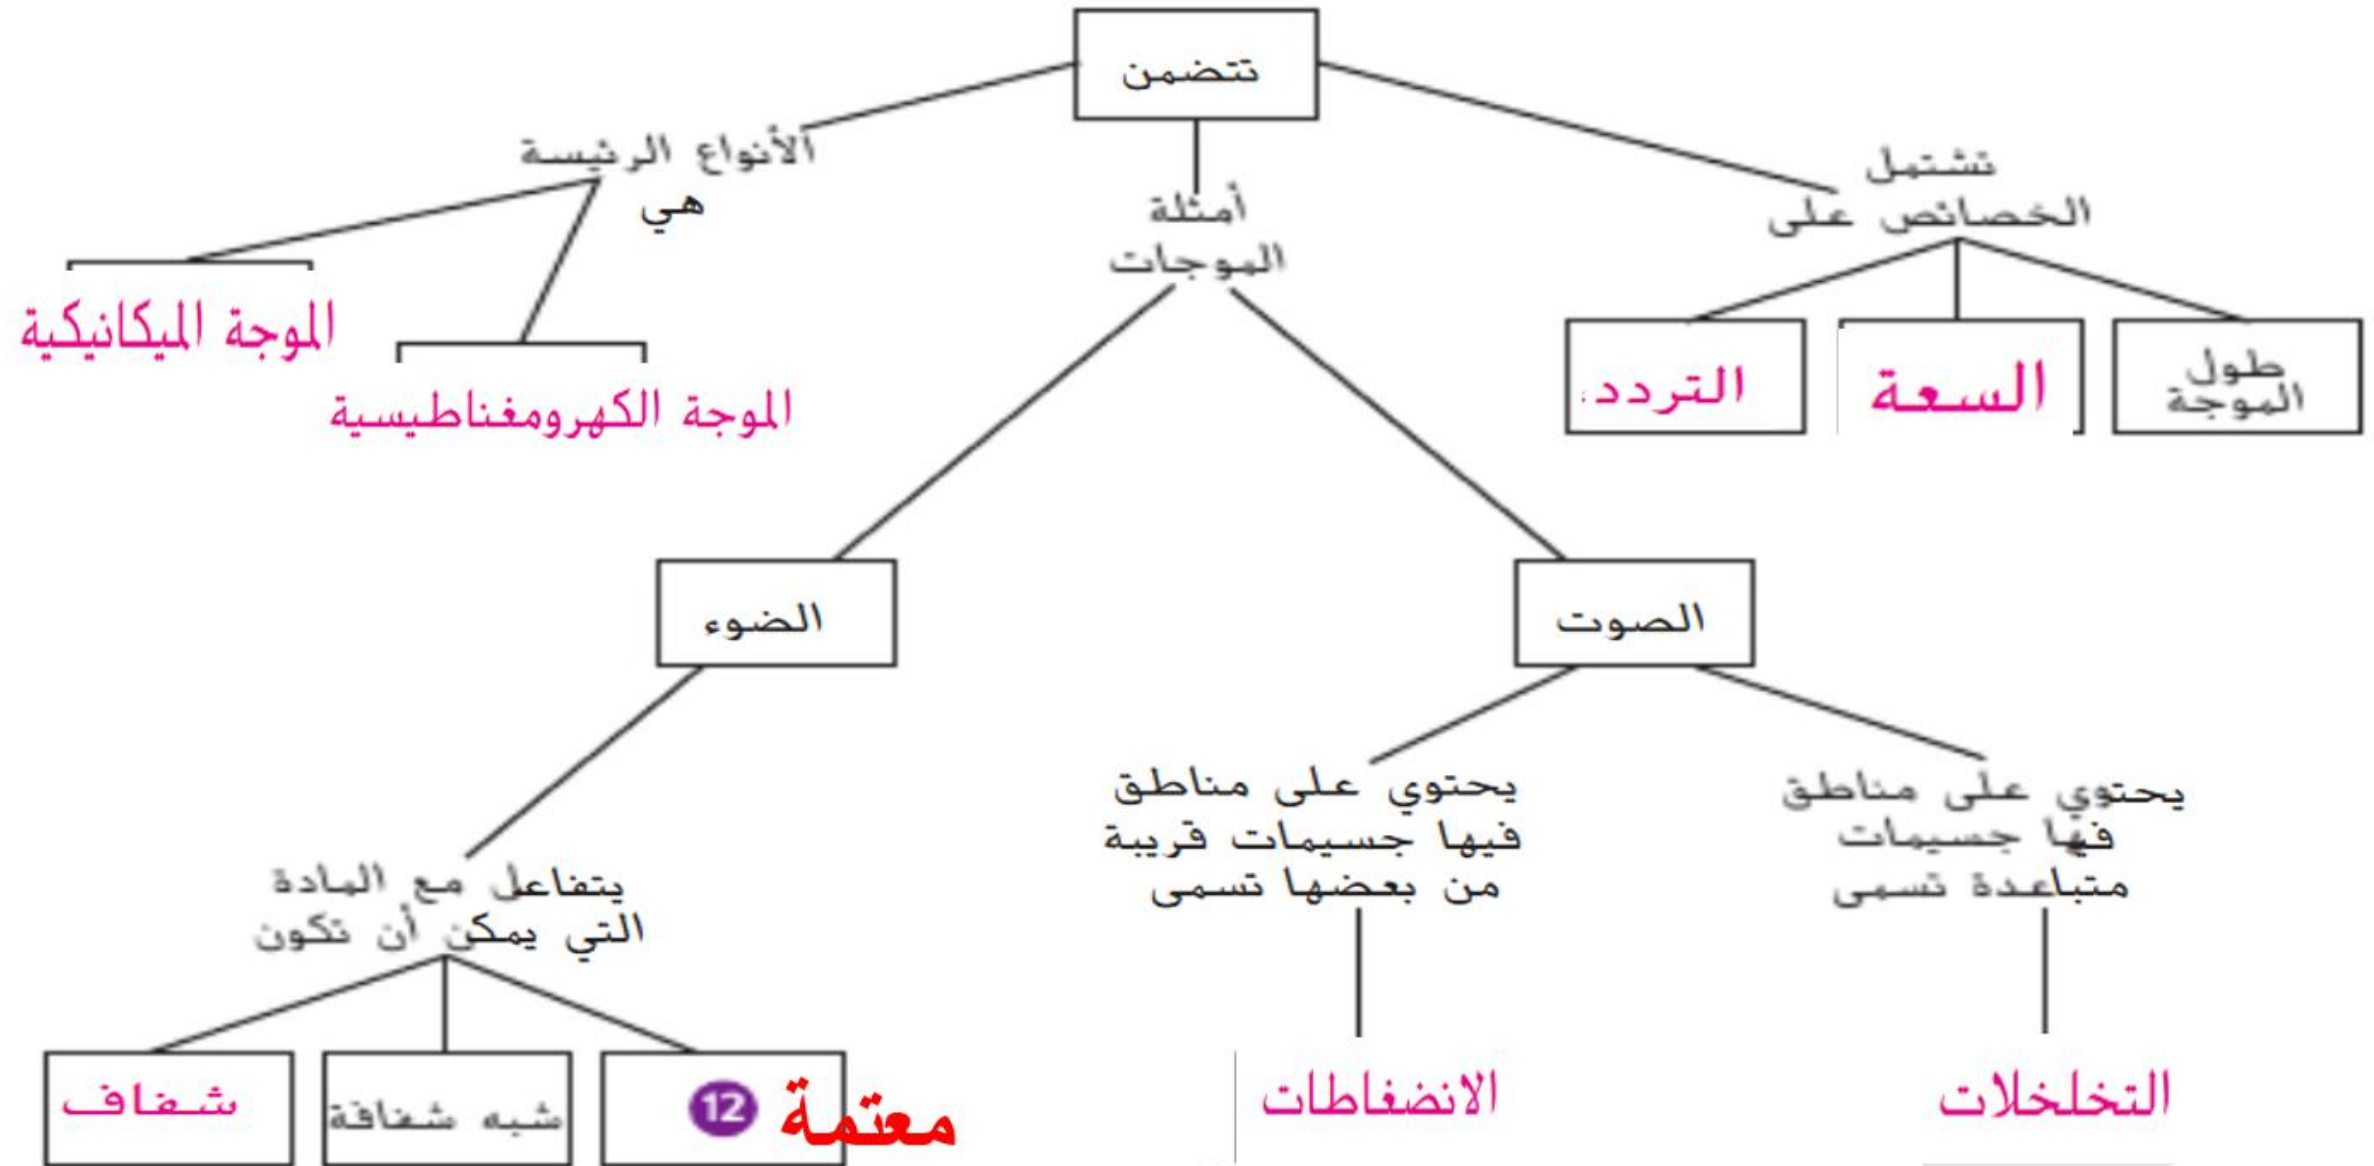 تتضمن
تشتمل
الخصائص على
طول
الموجة
السعة
التردد،
أمثلة
الموجات
الأنواع الرئيسة
هي
الموجة الميكانيكية
الموجة الكهرومغناطيسية
الصوت
الضوء
يحتوي على مناطق
فيها جسيمات
متباعدة تسمى
التخلخلات
يحتوي على مناطق
فيها جسيمات قريبة
من بعضها تسمى
الانضغاطات
يتفاعل مع المادة
التي يمكن أن تكون
معتمة 12
شبه شفافة
شفاف